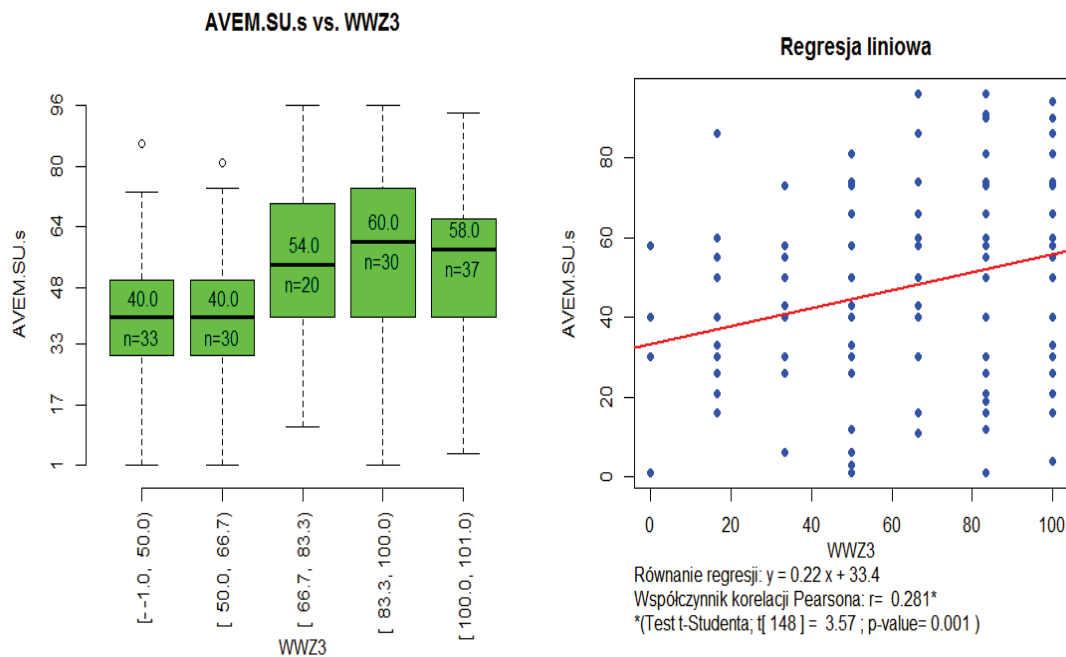 AVEM.SU.s vs. WWZ3
AVEM.SU.s
96
80
64
48
33
17
1
40.0
n=33
40.0
n=30
54.0
n=20
60.0
n=30
58.0
n=37
[--1.0, 50.0)
[ 50.0, 66.7)
[ 66.7, 83.3)
[ 83.3, 100.0)
[ 100.0, 101.0)
WWZ3
Regresja liniowa
AVEM.SU.s
80
60
40
20
0
0 20 40 60 80 100
WWZ3
Równanie regresji: y = 0.22 x + 33.4
Współczynnik korelacji Pearsona: r= 0.281*
*(Test t-Studenta; t[ 148 ] = 3.57 ; p-value= 0.001 )